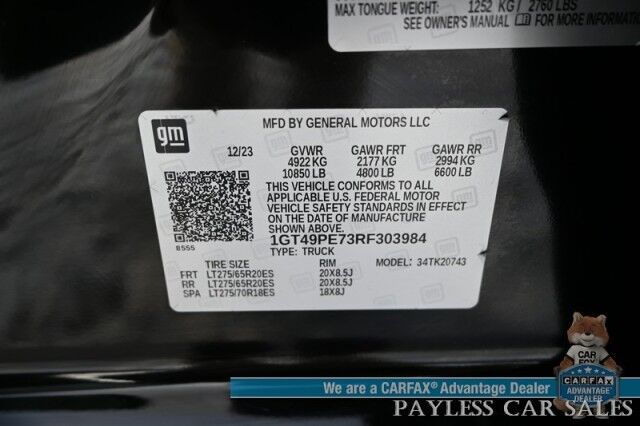 MAX TONGUE WEIGHT: 1252 KG / 2760 LBS
SEE OWNER'S MANUAL FOR MORE INFORMATION
gm
MFD BY GENERAL MOTORS LLC
12/23 GVWR GAWR FRT GAWR RR
4922 KG 2177 KG 2994 KG
10850 LB 4800 LB 6600 LB
THIS VEHICLE CONFORMS TO ALL
APPLICABLE U.S. FEDERAL MOTOR
VEHICLE SAFETY STANDARDS IN EFFECT
ON THE DATE OF MANUFACTURE
SHOWN ABOVE.
8555
1GT49PE73RF303984
TYPE: TRUCK MODEL: 34TK20743
TIRE SIZE RIM
FRT LT275/65R20ES 20X8.5J
RR LT275/65R20ES 20X8.5J
SPA LT275/70R18ES 18X8J
We are a CARFAX® Advantage Dealer
PAYLESS CAR SALES
CAR
FOX
CARFAX
ADVANTAGE
DEALER